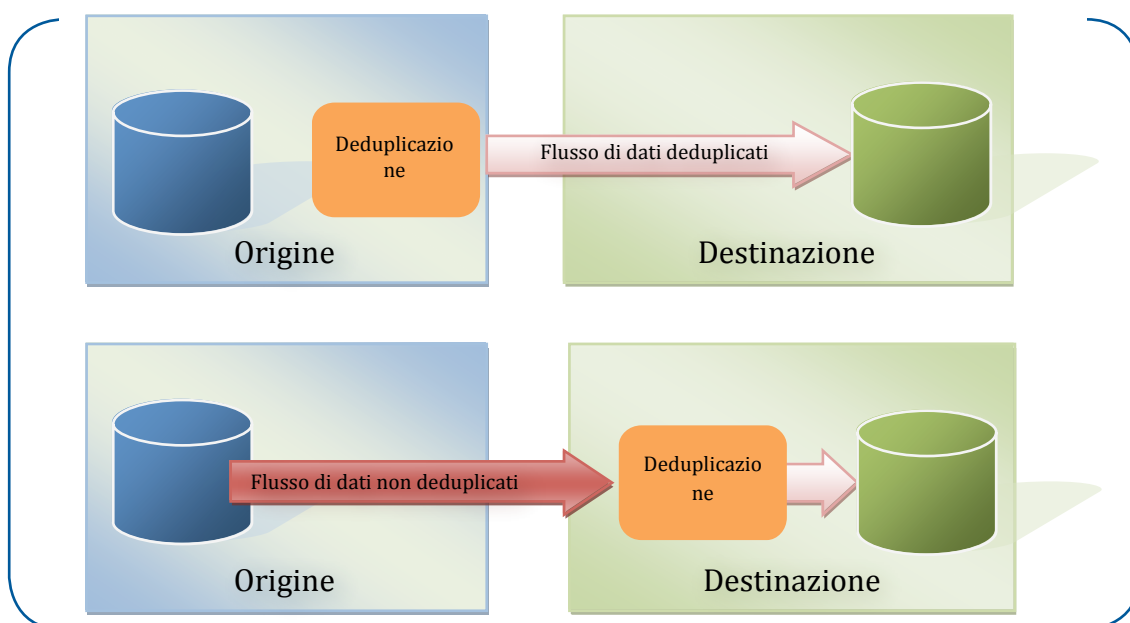 Deduplicazio
ne
Flusso di dati deduplicati
Origine
Destinazione
Flusso di dati non deduplicati
Deduplicazio
ne
Origine
Destinazione